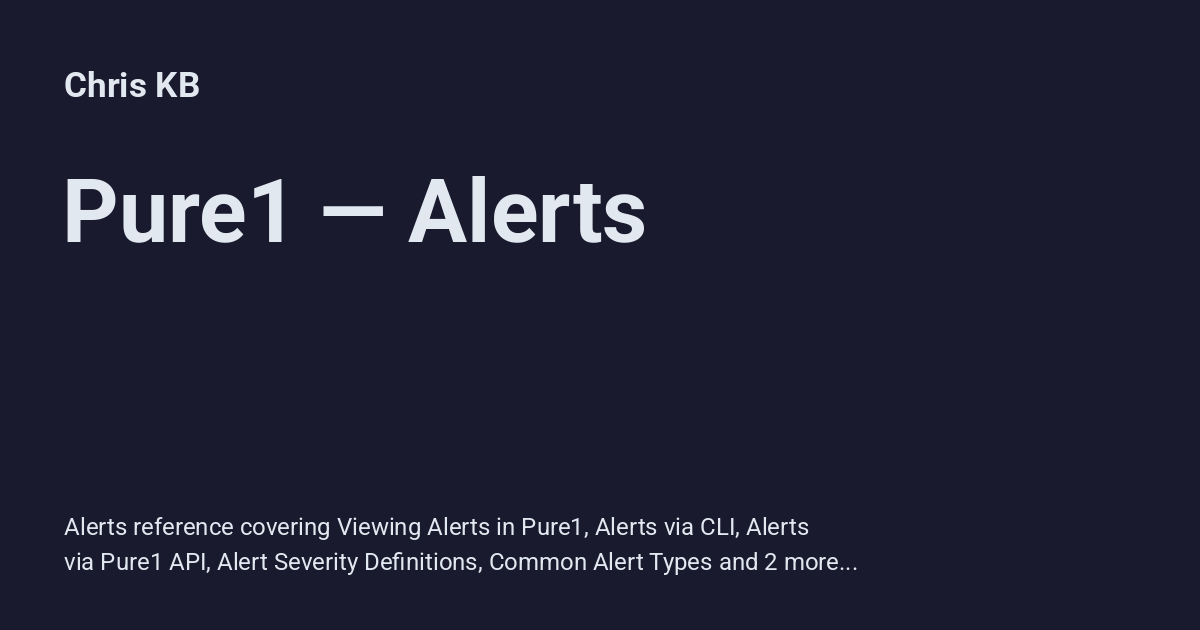 Chris KB
Pure1 — Alerts
Alerts reference covering Viewing Alerts in Pure1, Alerts via CLI, Alerts
via Pure1 API, Alert Severity Definitions, Common Alert Types and 2 more...